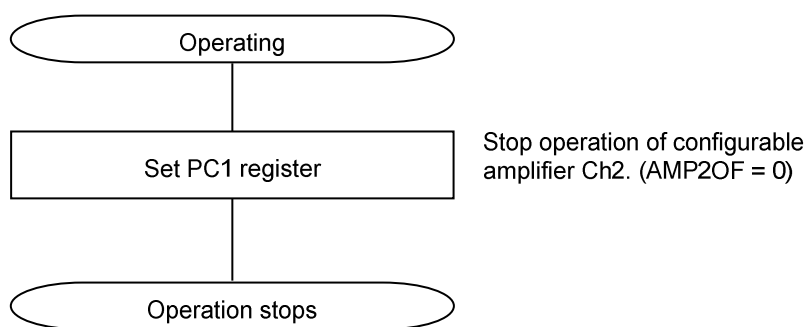 Operating
Set PC1 register
Stop operation of configurable
amplifier Ch2. (AMP2OF = 0)
Operation stops